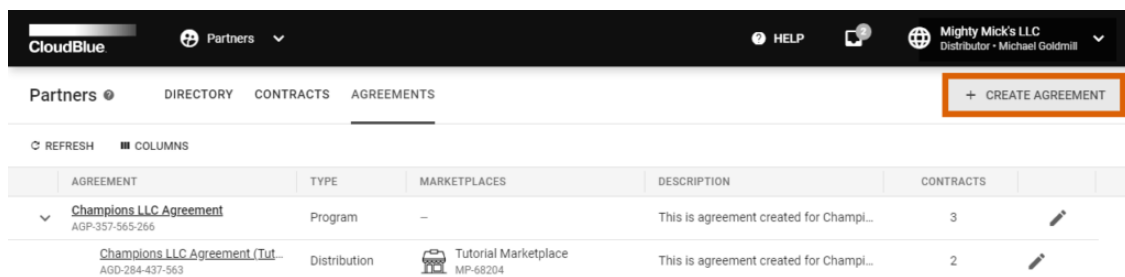 CloudBlue Partners HELP 2 Mighty Mick's LLC
Distributor • Michael Goldmill
Partners DIRECTORY CONTRACTS AGREEMENTS + CREATE AGREEMENT
REFRESH COLUMNS
AGREEMENT TYPE MARKETPLACES DESCRIPTION CONTRACTS
Champions LLC Agreement Program – This is agreement created for Champi... 3
AGP-357-565-266
Champions LLC Agreement (Tut... Distribution Tutorial Marketplace This is agreement created for Champi... 2
AGD-284-437-563 MP-68204